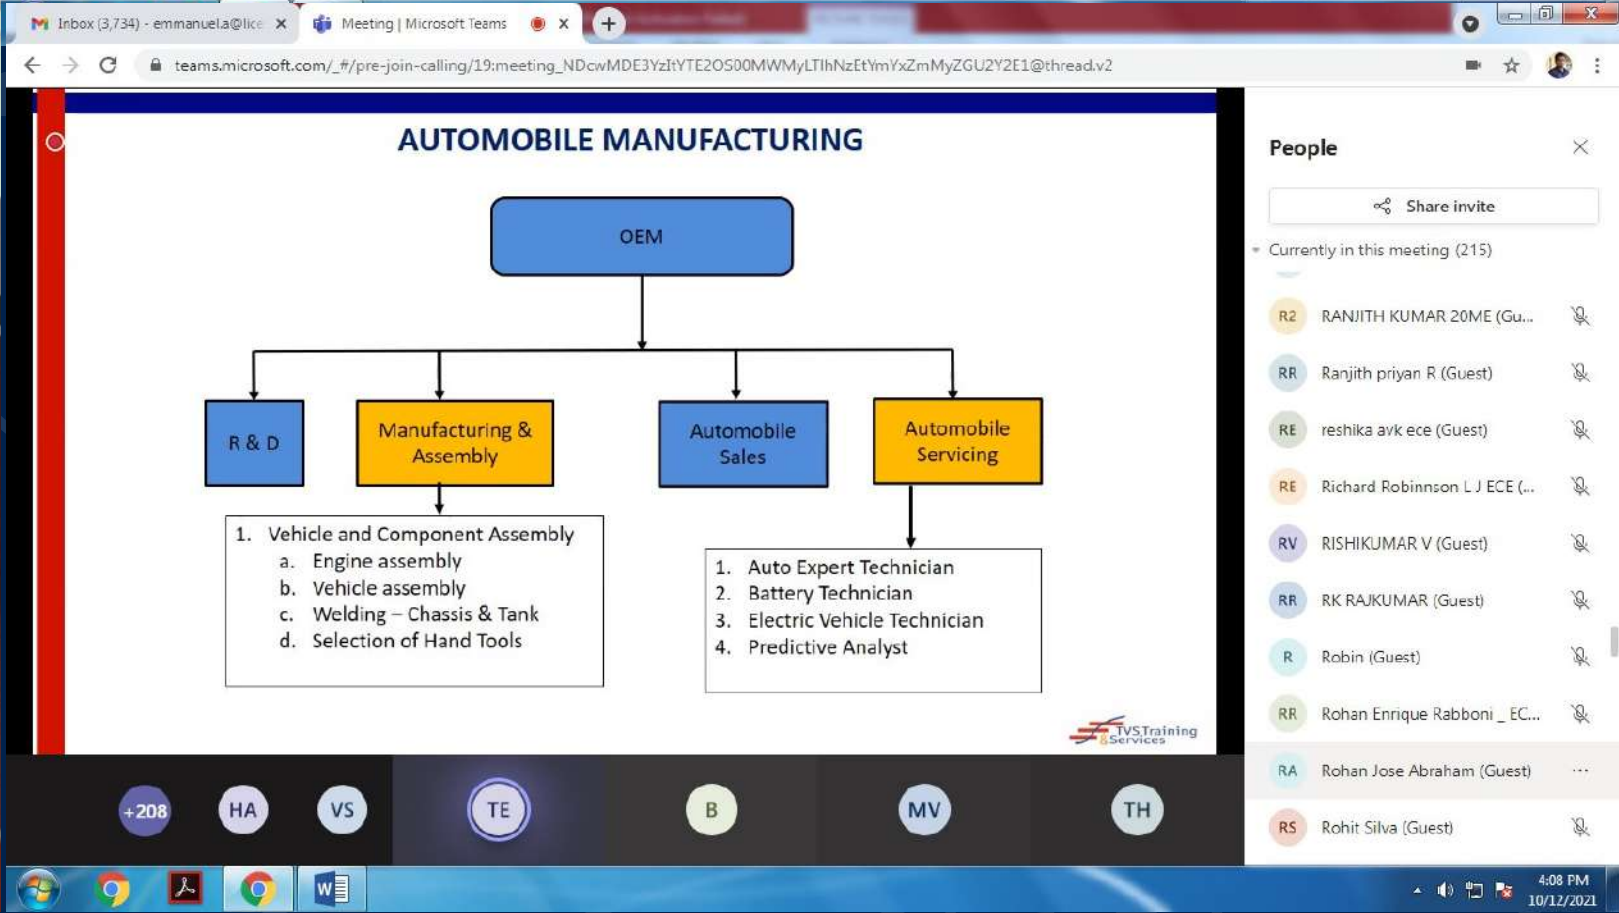 Inbox (3,734) - emmanuel.a@lice
Meeting | Microsoft Teams
teams.microsoft.com/_#/pre-join-calling/19:meeting_NDcwMDE3YzItYTE2OS00MWMyLTlhNzEtYmYxZmMyZGU2Y2E1@thread.v2
AUTOMOBILE MANUFACTURING
OEM
R & D
Manufacturing &
Assembly
Automobile
Sales
Automobile
Servicing
1. Vehicle and Component Assembly
a. Engine assembly
b. Vehicle assembly
c. Welding – Chassis & Tank
d. Selection of Hand Tools
1. Auto Expert Technician
2. Battery Technician
3. Electric Vehicle Technician
4. Predictive Analyst
TVS Training
& Services
+208
HA
VS
TE
B
MV
TH
People
Share invite
Currently in this meeting (215)
R2 RANJITH KUMAR 20ME (Gu...
RR Ranjith priyan R (Guest)
RE reshika avk ece (Guest)
RE Richard Robinnson L J ECE (...
RV RISHIKUMAR V (Guest)
RR RK RAJKUMAR (Guest)
R Robin (Guest)
RR Rohan Enrique Rabboni _ EC...
RA Rohan Jose Abraham (Guest) ...
RS Rohit Silva (Guest)
4:08 PM
10/12/2021